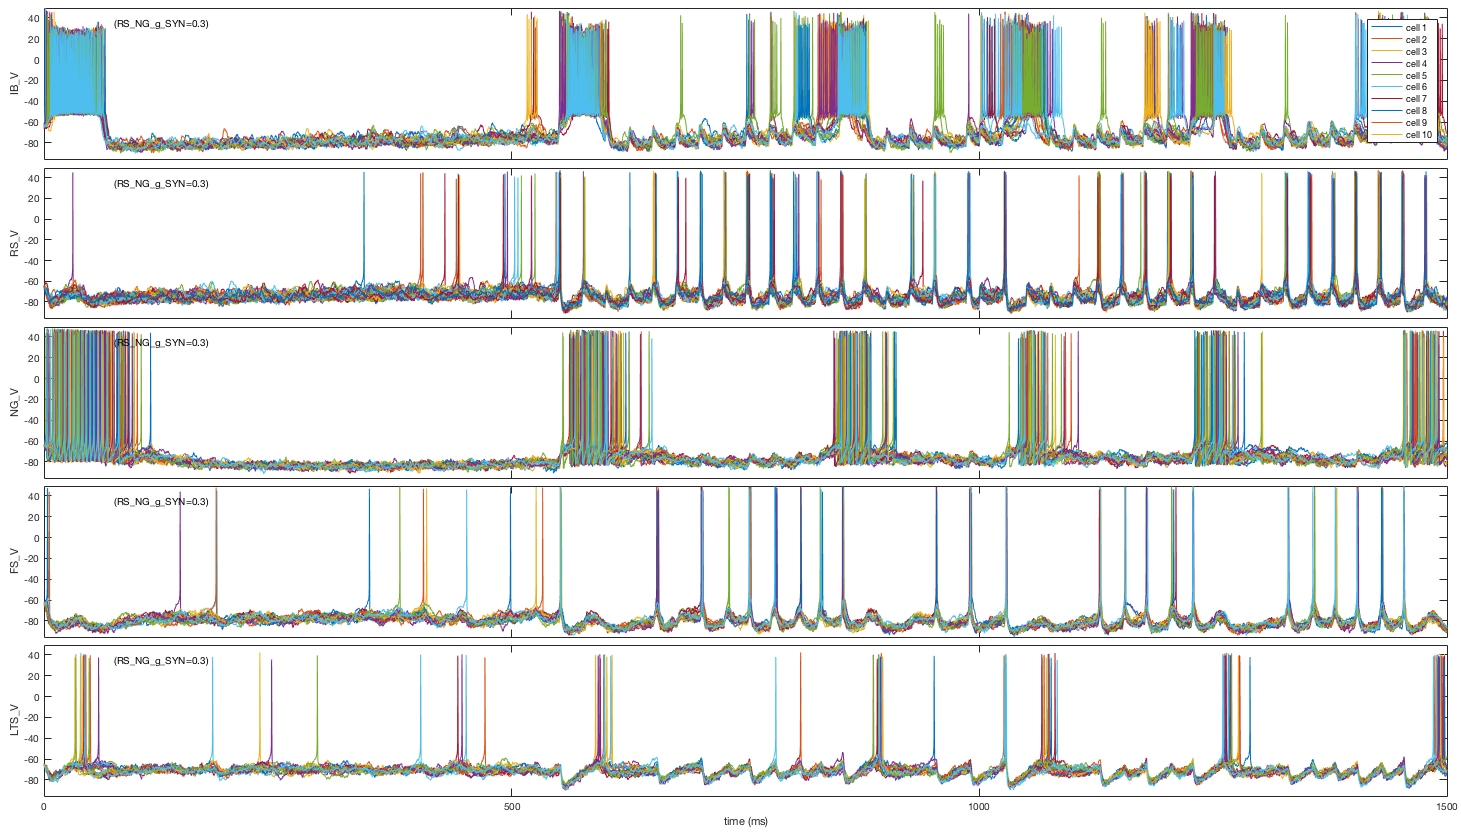 40
20
0
-20
-40
-60
-80
IB_V
(RS_NG_g_SYN=0.3)
cell 1
cell 2
cell 3
cell 4
cell 5
cell 6
cell 7
cell 8
cell 9
cell 10
40
20
0
-20
-40
-60
-80
RS_V
(RS_NG_g_SYN=0.3)
40
20
0
-20
-40
-60
-80
NG_V
(RS_NG_g_SYN=0.3)
40
20
0
-20
-40
-60
-80
FS_V
(RS_NG_g_SYN=0.3)
40
20
0
-20
-40
-60
-80
LTS_V
(RS_NG_g_SYN=0.3)
0 500 1000 1500
time (ms)